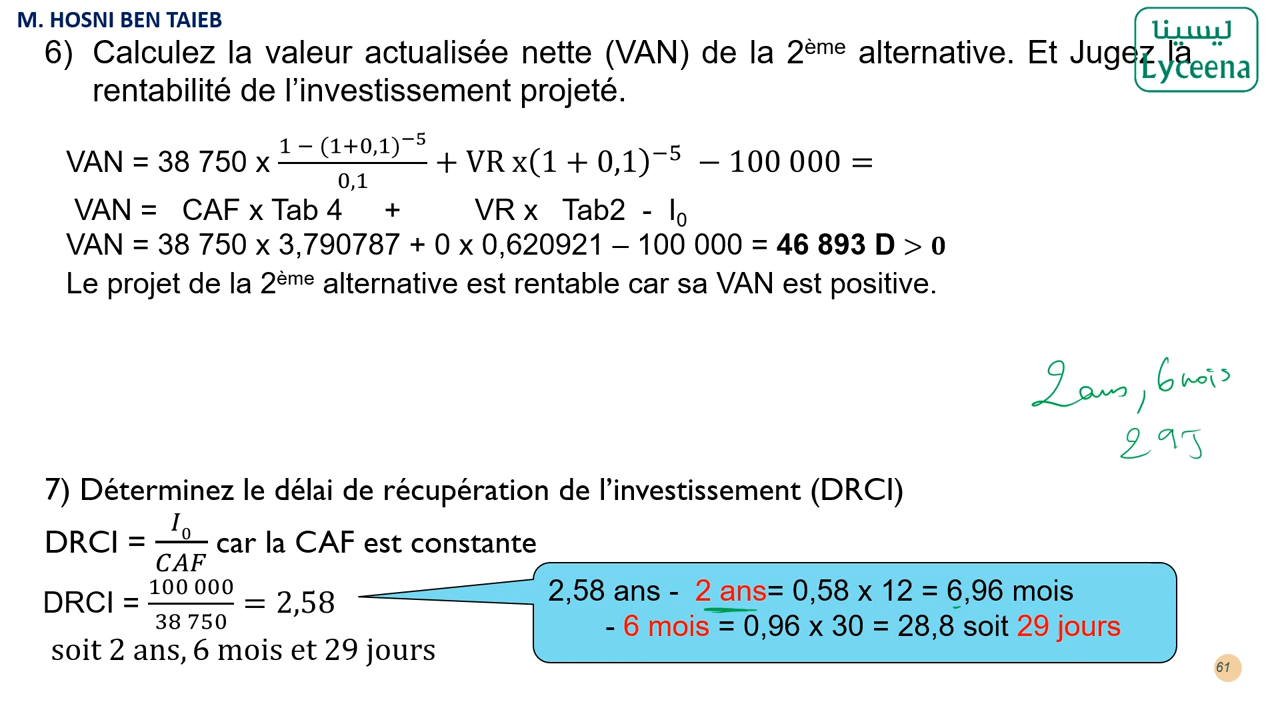 M. HOSNI BEN TAIEB
ليسينا
Lyceena
6) Calculez la valeur actualisée nette (VAN) de la 2ème alternative. Et Jugez la
rentabilité de l’investissement projeté.
VAN = 38 750 x (1 − (1+0,1)⁻⁵)/0,1 + VR x(1 + 0,1)⁻⁵ − 100 000 =
VAN = CAF x Tab 4 + VR x Tab2 - I₀
VAN = 38 750 x 3,790787 + 0 x 0,620921 – 100 000 = 46 893 D > 0
Le projet de la 2ème alternative est rentable car sa VAN est positive.
2 ans, 6 mois
29J
7) Déterminez le délai de récupération de l’investissement (DRCI)
DRCI = I₀/CAF car la CAF est constante
DRCI = 100 000/38 750 = 2,58
soit 2 ans, 6 mois et 29 jours
2,58 ans - 2 ans= 0,58 x 12 = 6,96 mois
- 6 mois = 0,96 x 30 = 28,8 soit 29 jours
61